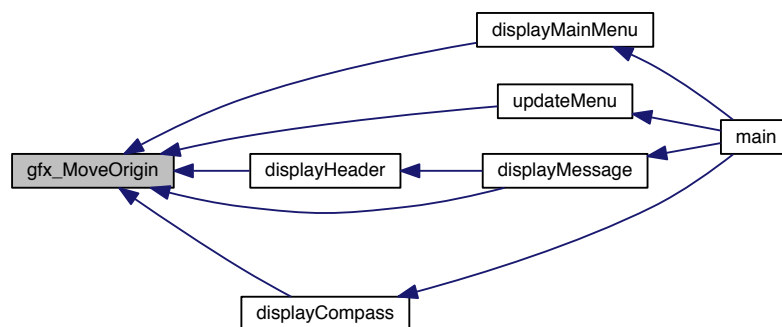 displayMainMenu
updateMenu
main
gfx_MoveOrigin
displayHeader
displayMessage
displayCompass